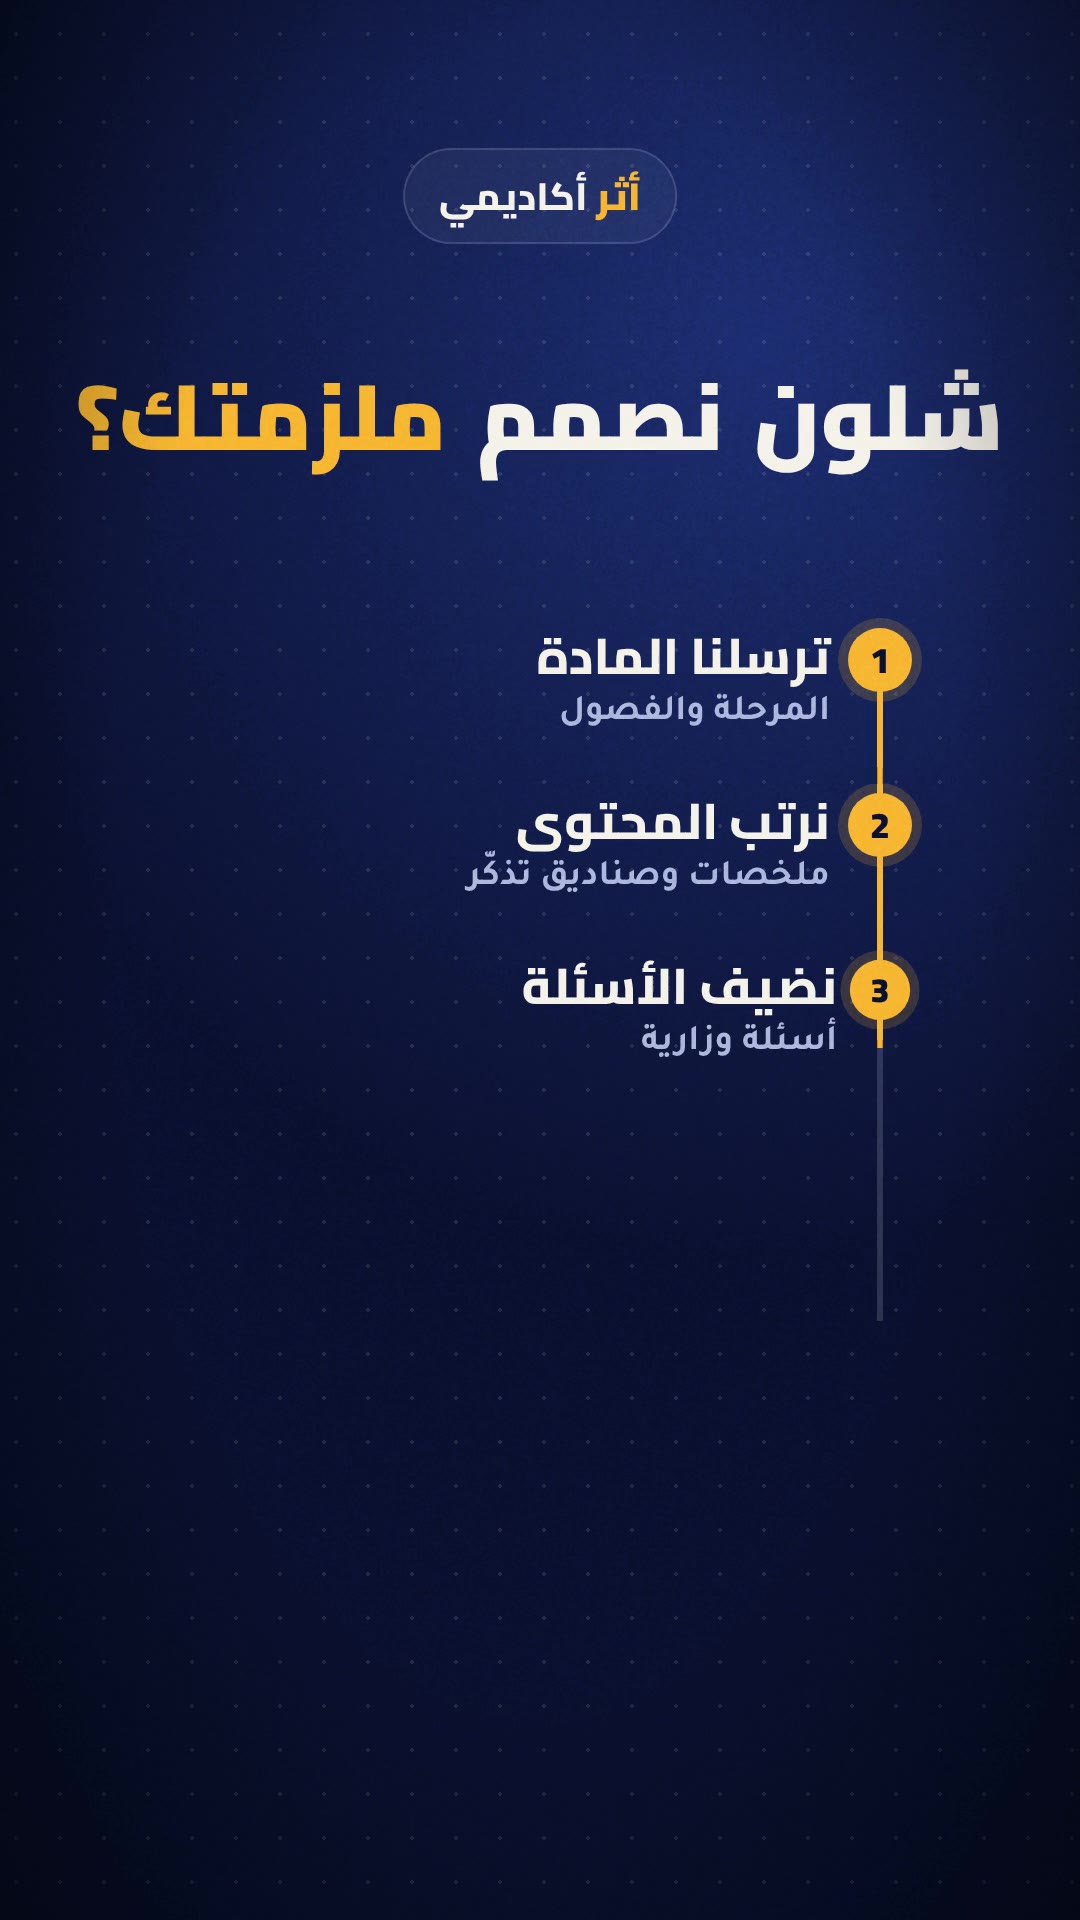 أثر أكاديمي
شلون نصمم ملزمتك؟
1
ترسلنا المادة
المرحلة والفصول
2
نرتب المحتوى
ملخصات وصناديق تذكّر
3
نضيف الأسئلة
أسئلة وزارية